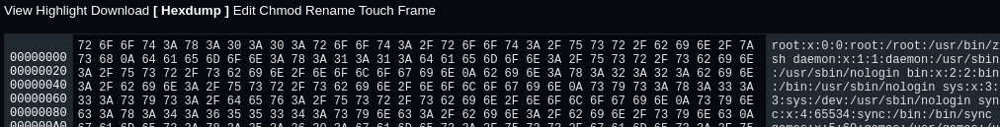 View Highlight Download [ Hexdump ] Edit Chmod Rename Touch Frame
72 6F 6F 74 3A 78 3A 30 3A 30 3A 72 6F 6F 74 3A 2F 72 6F 6F 74 3A 2F 75 73 72 2F 62 69 6E 2F 7A root:x:0:0:root:/root:/usr/bin/z
00000000 73 68 0A 64 61 65 6D 6F 6E 3A 78 3A 31 3A 31 3A 64 61 65 6D 6F 6E 3A 2F 75 73 72 2F 73 62 69 6E sh daemon:x:1:1:daemon:/usr/sbin
00000020 3A 2F 75 73 72 2F 73 62 69 6E 2F 6E 6F 6C 6F 67 69 6E 0A 62 69 6E 3A 78 3A 32 3A 32 3A 62 69 6E :/usr/sbin/nologin bin:x:2:2:bin
00000040 3A 2F 62 69 6E 3A 2F 75 73 72 2F 73 62 69 6E 2F 6E 6F 6C 6F 67 69 6E 0A 73 79 73 3A 78 3A 33 3A :/bin:/usr/sbin/nologin sys:x:3:
00000060 33 3A 73 79 73 3A 2F 64 65 76 3A 2F 75 73 72 2F 73 62 69 6E 2F 6E 6F 6C 6F 67 69 6E 0A 73 79 6E 3:sys:/dev:/usr/sbin/nologin syn
00000080 63 3A 78 3A 34 3A 36 35 35 33 34 3A 73 79 6E 63 3A 2F 62 69 6E 3A 2F 62 69 6E 2F 73 79 6E 63 0A c:x:4:65534:sync:/bin:/bin/sync
000000A0